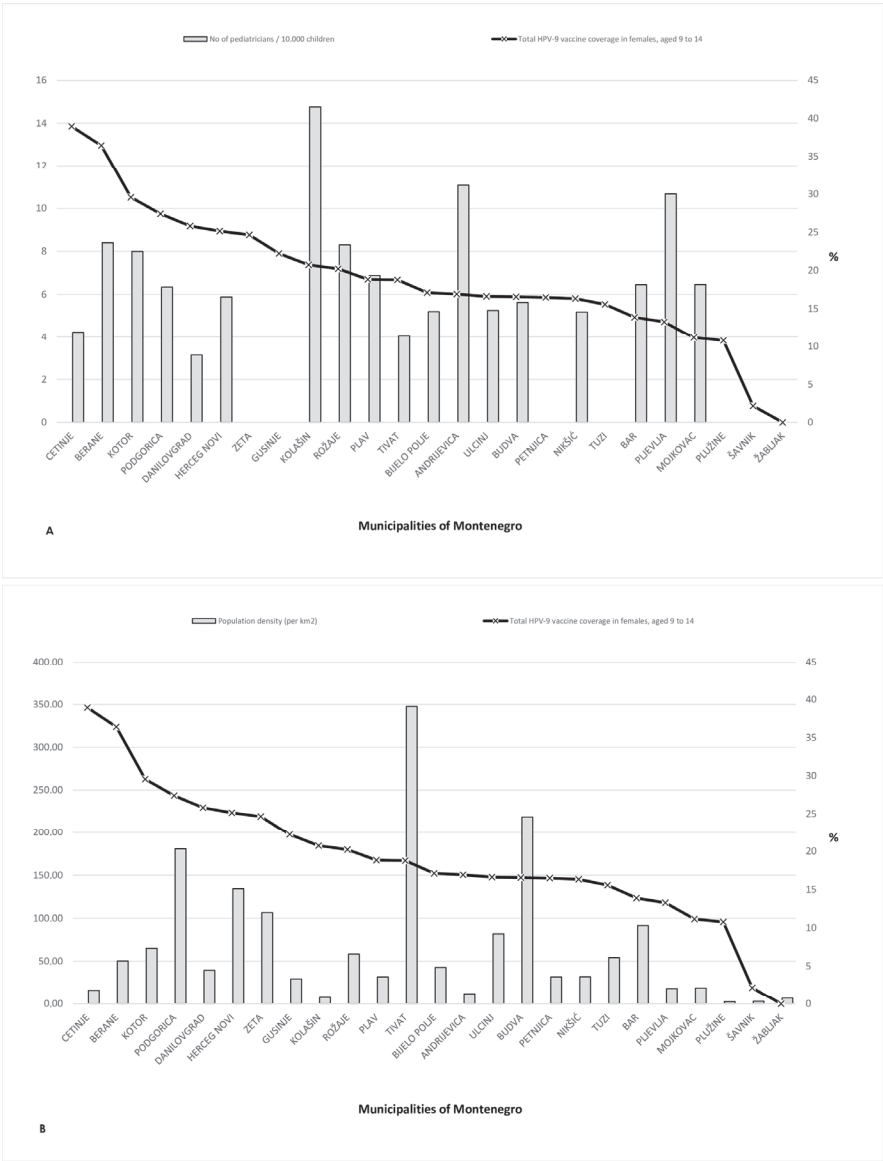 No of pediatricians / 10.000 children
Total HPV-9 vaccine coverage in females, aged 9 to 14
16
14
12
10
8
6
4
2
0
45
40
35
30
25
20
15
10
5
0
%
CETINJE
BERANE
KOTOR
PODGORICA
DANILOVGRAD
HERCEG NOVI
ZETA
GUSINJE
KOLAŠIN
ROŽAJE
PLAV
TIVAT
BIJELO POLJE
ANDRIJEVICA
ULCINJ
BUDVA
PETNJICA
NIKŠIĆ
TUZI
BAR
PLJEVLJA
MOJKOVAC
PLUŽINE
ŠAVNIK
ŽABLJAK
A
Municipalities of Montenegro
Population density (per km2)
Total HPV-9 vaccine coverage in females, aged 9 to 14
400.00
350.00
300.00
250.00
200.00
150.00
100.00
50.00
0.00
45
40
35
30
25
20
15
10
5
0
%
CETINJE
BERANE
KOTOR
PODGORICA
DANILOVGRAD
HERCEG NOVI
ZETA
GUSINJE
KOLAŠIN
ROŽAJE
PLAV
TIVAT
BIJELO POLJE
ANDRIJEVICA
ULCINJ
BUDVA
PETNJICA
NIKŠIĆ
TUZI
BAR
PLJEVLJA
MOJKOVAC
PLUŽINE
ŠAVNIK
ŽABLJAK
Municipalities of Montenegro
B